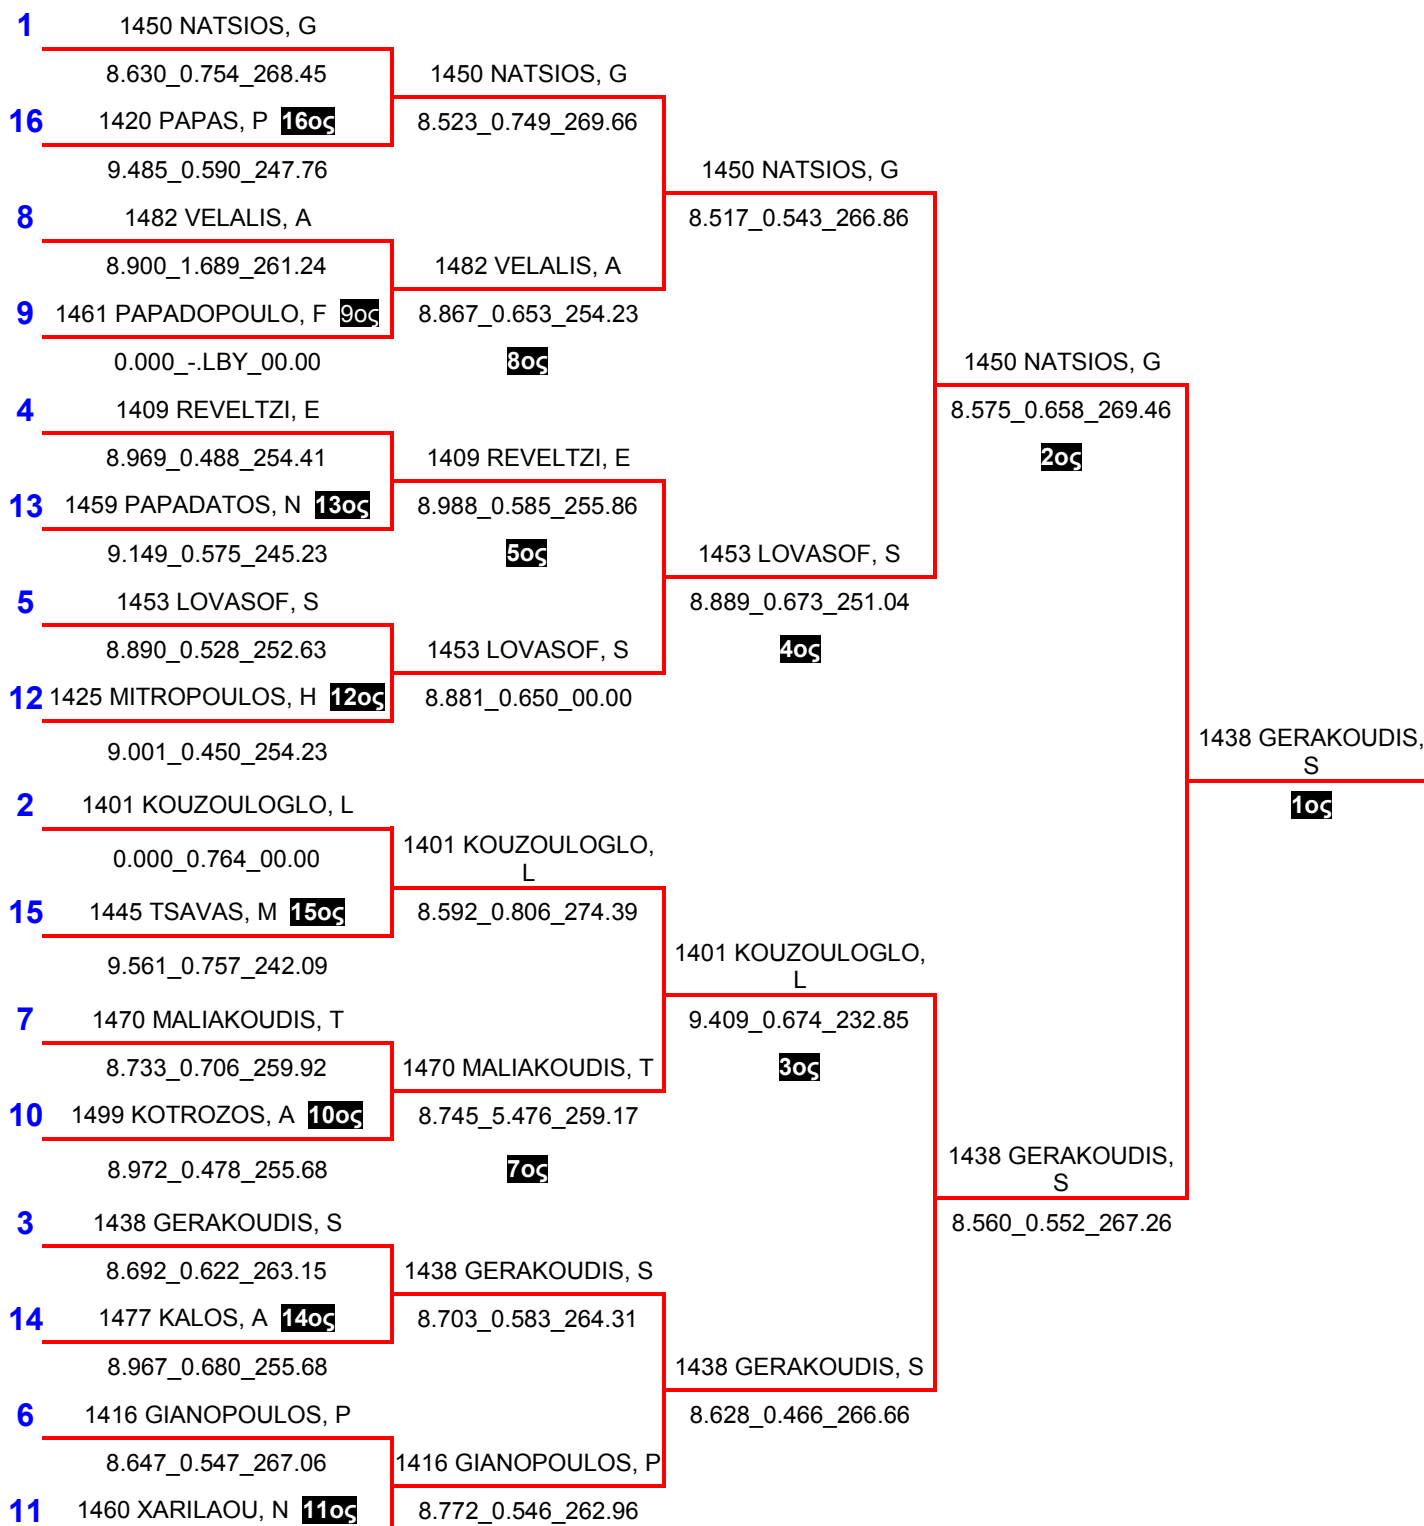 1
1450 NATSIOS, G
8.630_0.754_268.45
16
1420 PAPAS, P 16ος
9.485_0.590_247.76
8
1482 VELALIS, A
8.900_1.689_261.24
9
1461 PAPADOPOULO, F 9ος
0.000_-.LBY_00.00
4
1409 REVELTZI, E
8.969_0.488_254.41
13
1459 PAPADATOS, N 13ος
9.149_0.575_245.23
5
1453 LOVASOF, S
8.890_0.528_252.63
12
1425 MITROPOULOS, H 12ος
9.001_0.450_254.23
2
1401 KOUZOULOGLO, L
0.000_0.764_00.00
15
1445 TSAVAS, M 15ος
9.561_0.757_242.09
7
1470 MALIAKOUDIS, T
8.733_0.706_259.92
10
1499 KOTROZOS, A 10ος
8.972_0.478_255.68
3
1438 GERAKOUDIS, S
8.692_0.622_263.15
14
1477 KALOS, A 14ος
8.967_0.680_255.68
6
1416 GIANOPOULOS, P
8.647_0.547_267.06
11
1460 XARILAOU, N 11ος
1450 NATSIOS, G
8.523_0.749_269.66
1482 VELALIS, A
8.867_0.653_254.23
8ος
1409 REVELTZI, E
8.988_0.585_255.86
5ος
1453 LOVASOF, S
8.881_0.650_00.00
1401 KOUZOULOGLO,
L
8.592_0.806_274.39
1470 MALIAKOUDIS, T
8.745_5.476_259.17
7ος
1438 GERAKOUDIS, S
8.703_0.583_264.31
1416 GIANOPOULOS, P
8.772_0.546_262.96
1450 NATSIOS, G
8.517_0.543_266.86
1453 LOVASOF, S
8.889_0.673_251.04
4ος
1401 KOUZOULOGLO,
L
9.409_0.674_232.85
3ος
1438 GERAKOUDIS, S
8.628_0.466_266.66
1450 NATSIOS, G
8.575_0.658_269.46
2ος
1438 GERAKOUDIS,
S
8.560_0.552_267.26
1438 GERAKOUDIS,
S
1ος